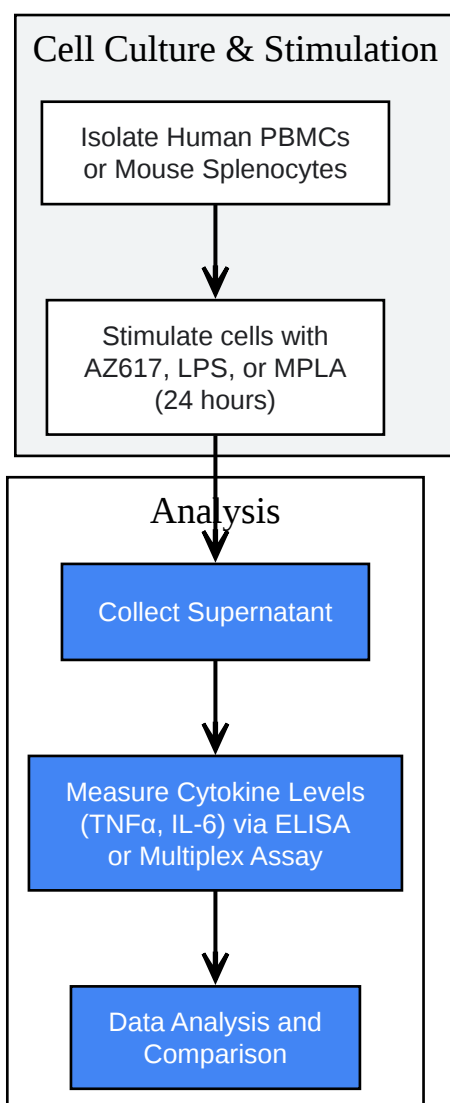 Cell Culture & Stimulation
Isolate Human PBMCs
or Mouse Splenocytes
Stimulate cells with
AZ617, LPS, or MPLA
(24 hours)
Analysis
Collect Supernatant
Measure Cytokine Levels
(TNFα, IL-6) via ELISA
or Multiplex Assay
Data Analysis and
Comparison